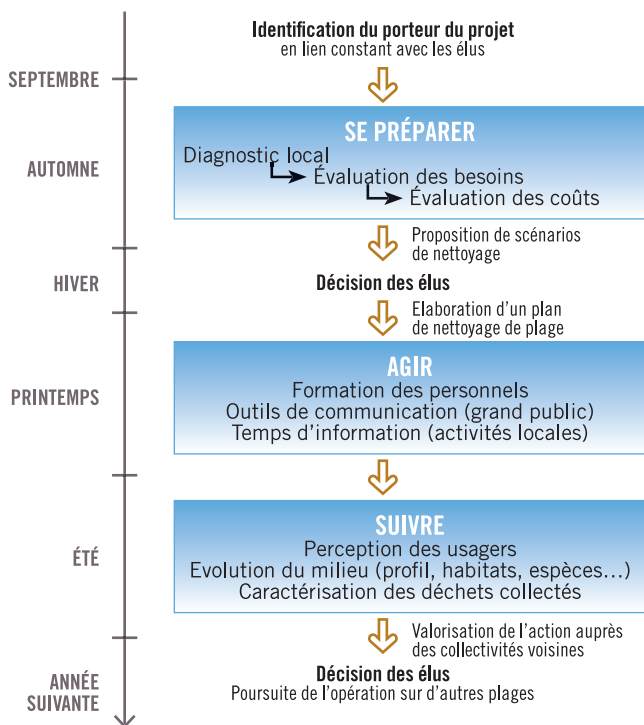 Identification du porteur du projet
en lien constant avec les élus
SEPTEMBRE
SE PRÉPARER
Diagnostic local
AUTOMNE
Évaluation des besoins
Évaluation des coûts
Proposition de scénarios
de nettoyage
HIVER
Décision des élus
Elaboration d'un plan
de nettoyage de plage
AGIR
Formation des personnels
PRINTEMPS
Outils de communication (grand public)
Temps d'information (activités locales)
SUIVRE
Perception des usagers
ÉTÉ
Evolution du milieu (profil, habitats, espèces...)
Caractérisation des déchets collectés
Valorisation de l'action auprès
des collectivités voisines
ANNÉE
SUIVANTE
Décision des élus
Poursuite de l'opération sur d'autres plages